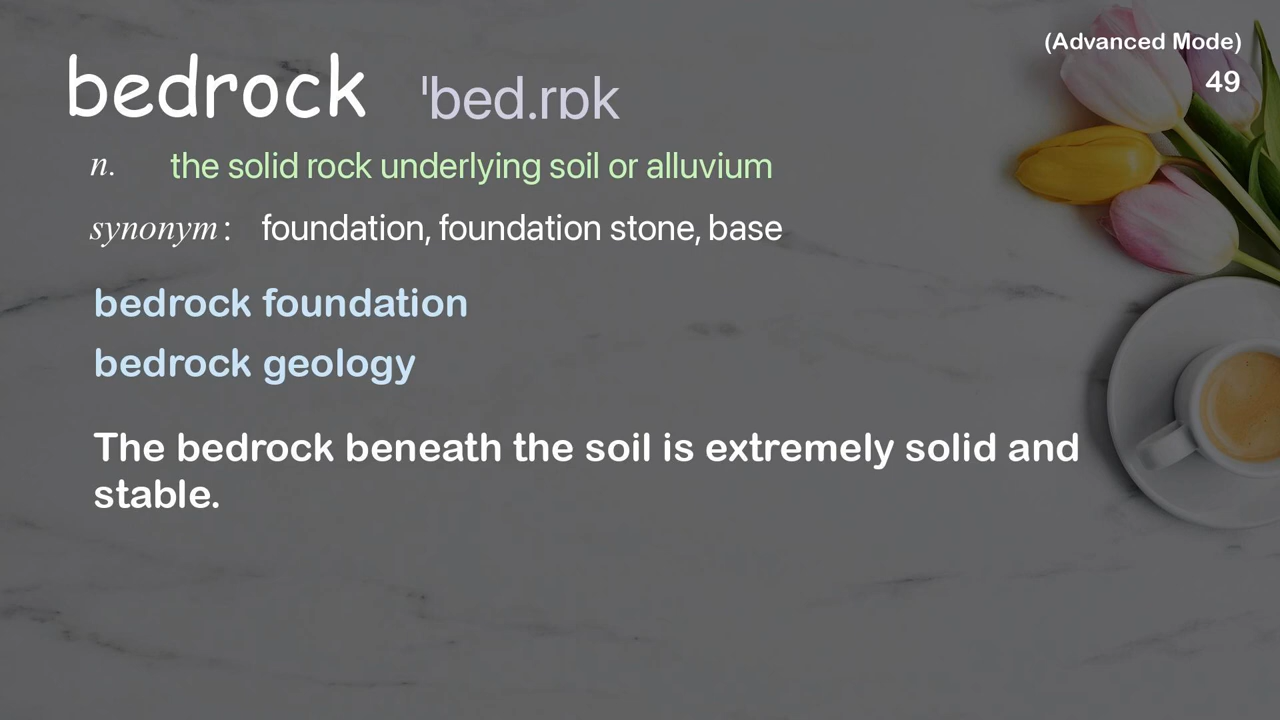 (Advanced Mode)
49
bedrock ˈbed.rɒk
n. the solid rock underlying soil or alluvium
synonym : foundation, foundation stone, base
bedrock foundation
bedrock geology
The bedrock beneath the soil is extremely solid and
stable.